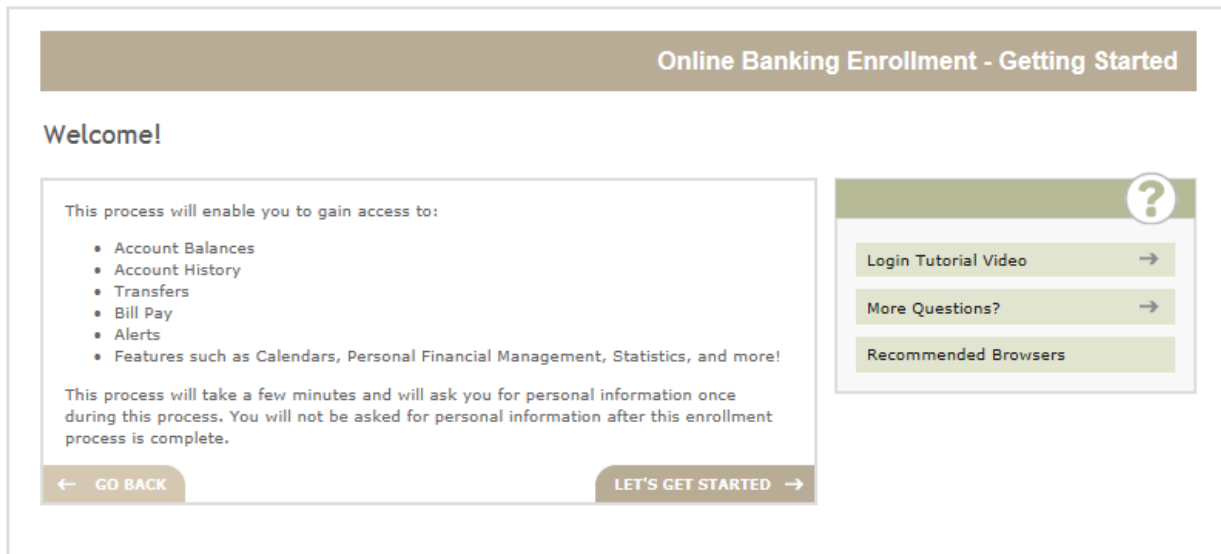 Online Banking Enrollment - Getting Started
Welcome!
This process will enable you to gain access to:
• Account Balances
• Account History
• Transfers
• Bill Pay
• Alerts
• Features such as Calendars, Personal Financial Management, Statistics, and more!
This process will take a few minutes and will ask you for personal information once
during this process. You will not be asked for personal information after this enrollment
process is complete.
← GO BACK
LET'S GET STARTED →
?
Login Tutorial Video →
More Questions? →
Recommended Browsers